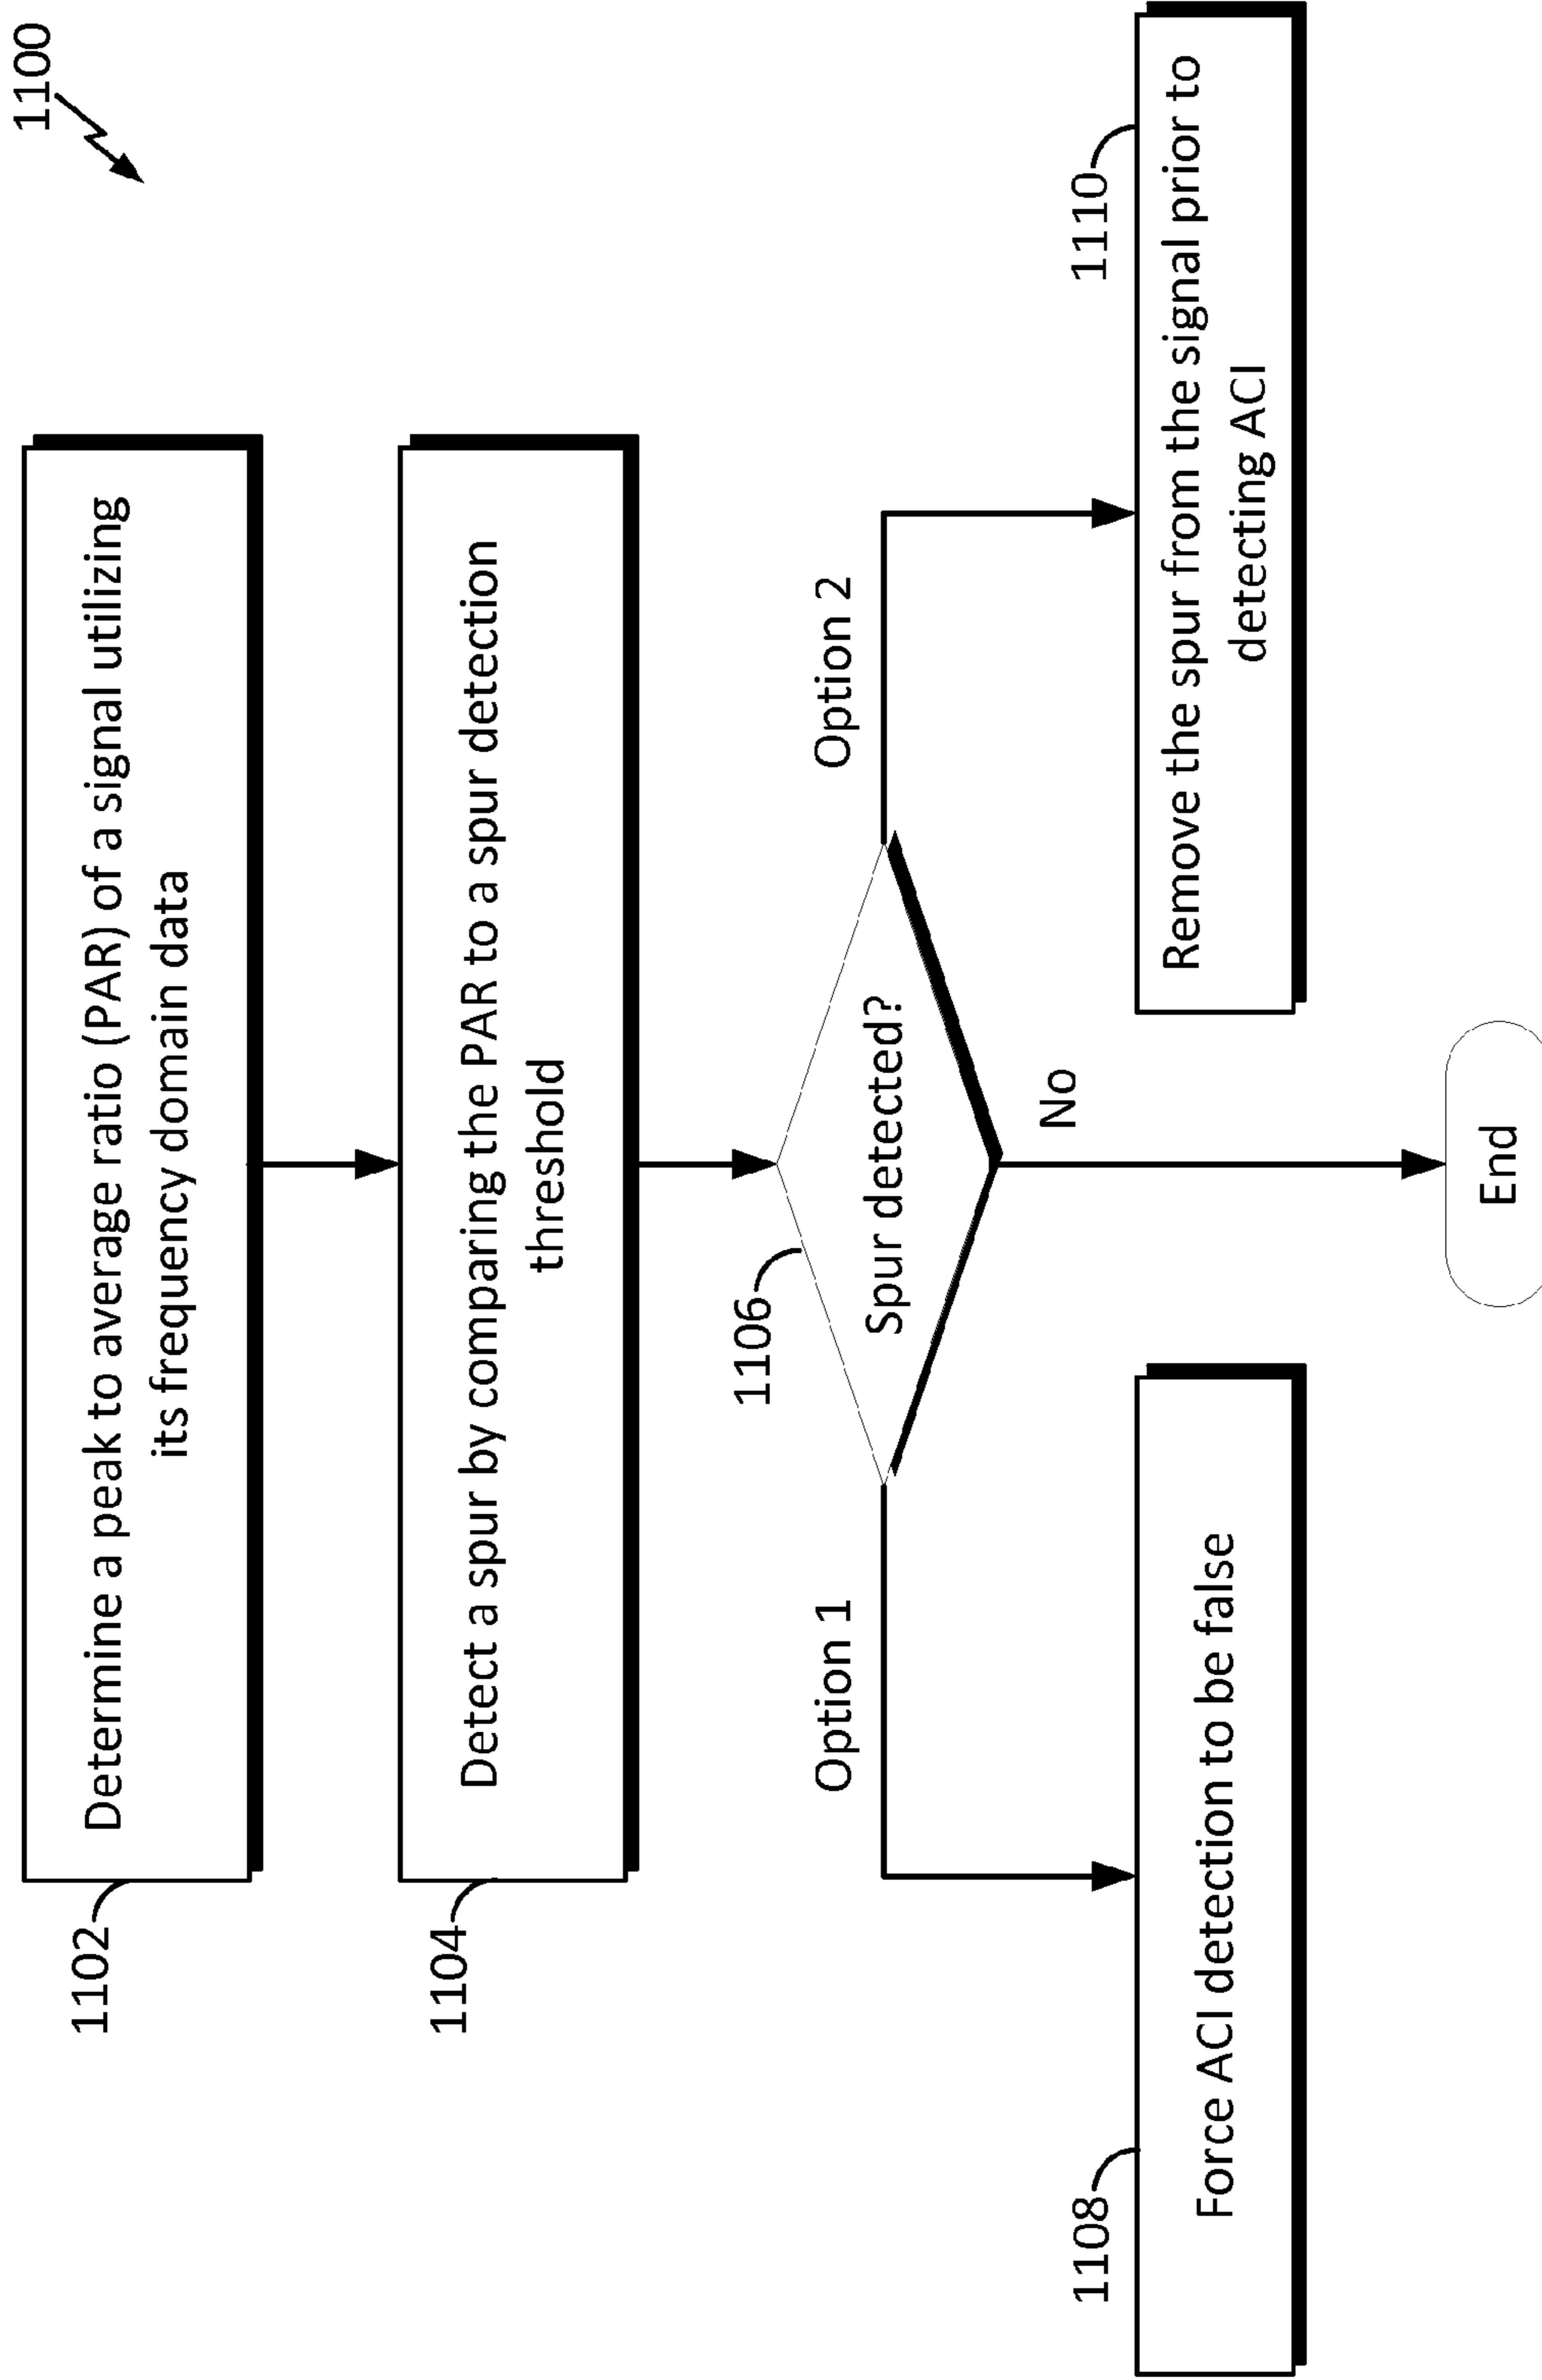 1100
1102
Determine a peak to average ratio (PAR) of a signal utilizing
its frequency domain data
1104
Detect a spur by comparing the PAR to a spur detection
threshold
1106
Spur detected?
Option 1
Option 2
No
1108
Force ACI detection to be false
1110
Remove the spur from the signal prior to
detecting ACI
End